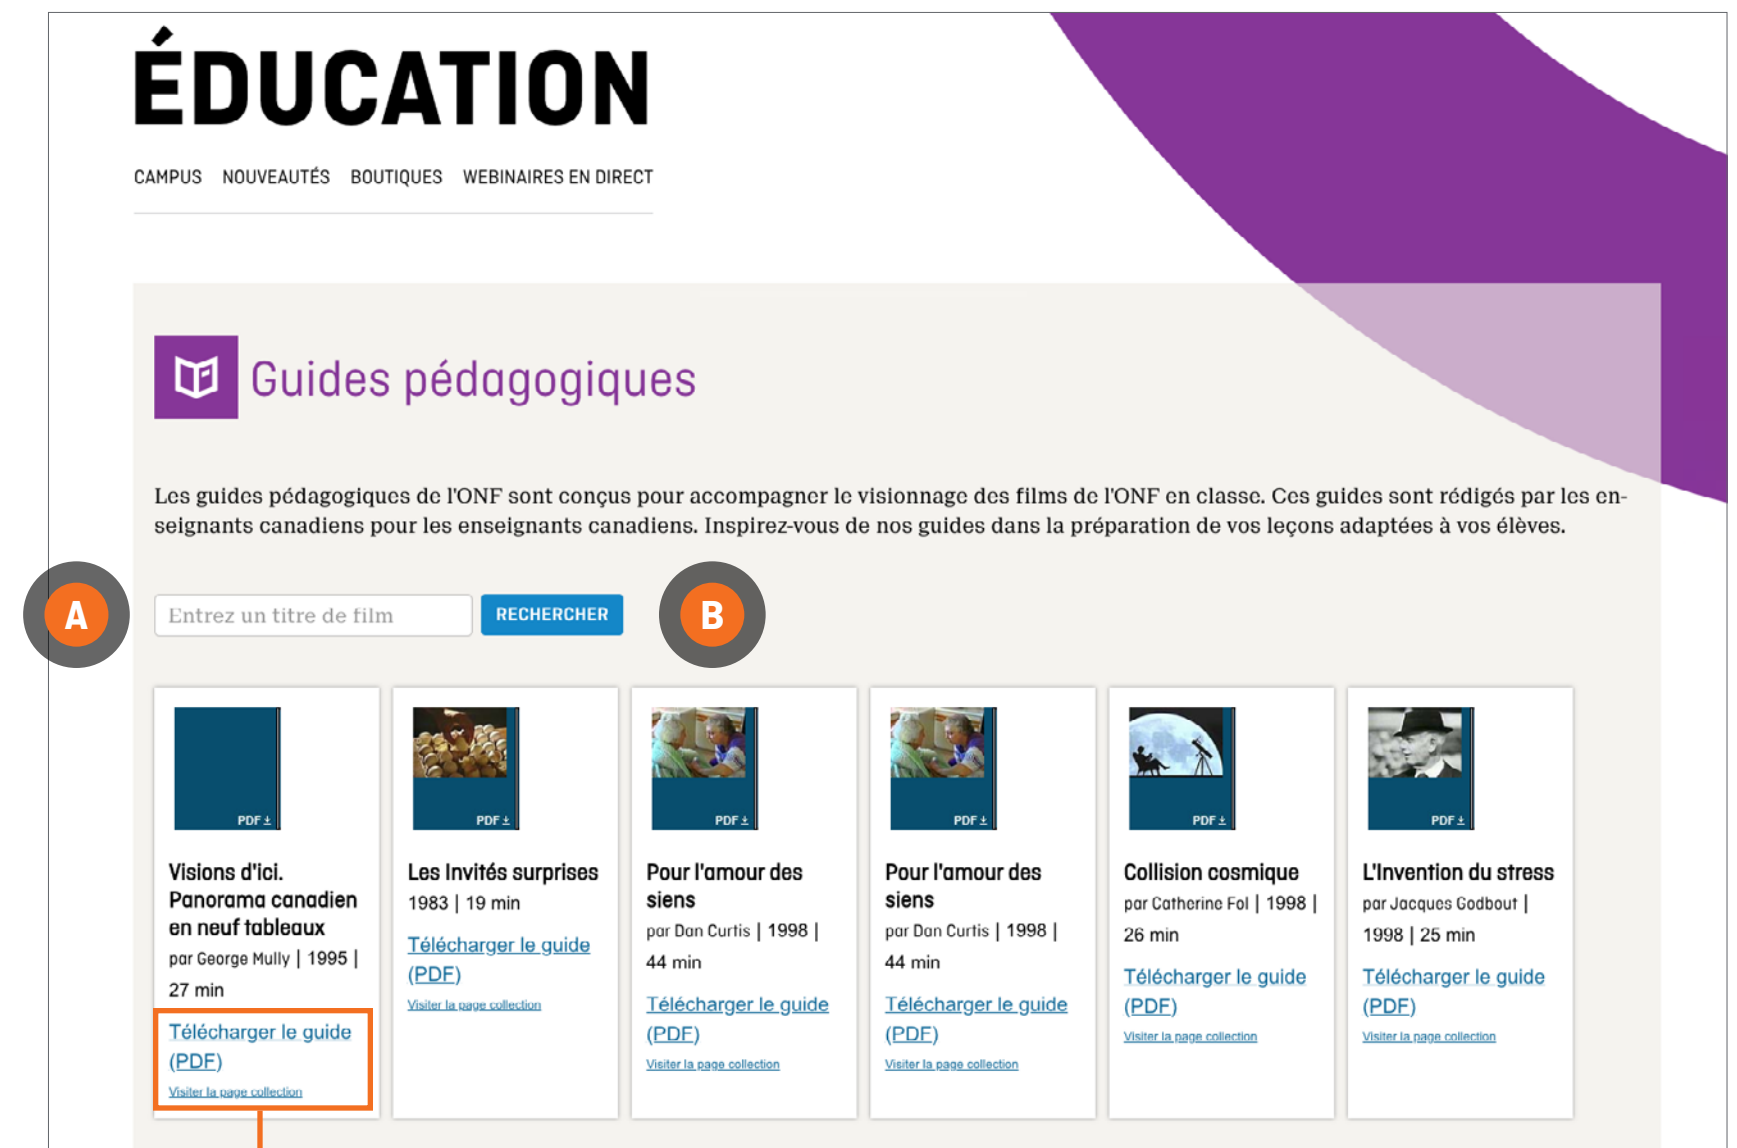 ÉDUCATION
CAMPUS NOUVEAUTÉS BOUTIQUES WEBINAIRES EN DIRECT
Guides pédagogiques
Les guides pédagogiques de l'ONF sont conçus pour accompagner le visionnage des films de l'ONF en classe. Ces guides sont rédigés par les en-
seignants canadiens pour les enseignants canadiens. Inspirez-vous de nos guides dans la préparation de vos leçons adaptées à vos élèves.
A
Entrez un titre de film
RECHERCHER
B
PDF
Visions d'ici.
Panorama canadien
en neuf tableaux
par George Mully | 1995 |
27 min
Télécharger le guide
(PDF)
Visiter la page collection
PDF
Les Invités surprises
1983 | 19 min
Télécharger le guide
(PDF)
Visiter la page collection
PDF
Pour l'amour des
siens
par Dan Curtis | 1998 |
44 min
Télécharger le guide
(PDF)
Visiter la page collection
PDF
Pour l'amour des
siens
par Dan Curtis | 1998 |
44 min
Télécharger le guide
(PDF)
Visiter la page collection
PDF
Collision cosmique
par Catherine Fol | 1998 |
26 min
Télécharger le guide
(PDF)
Visiter la page collection
PDF
L'Invention du stress
par Jacques Godbout |
1998 | 25 min
Télécharger le guide
(PDF)
Visiter la page collection